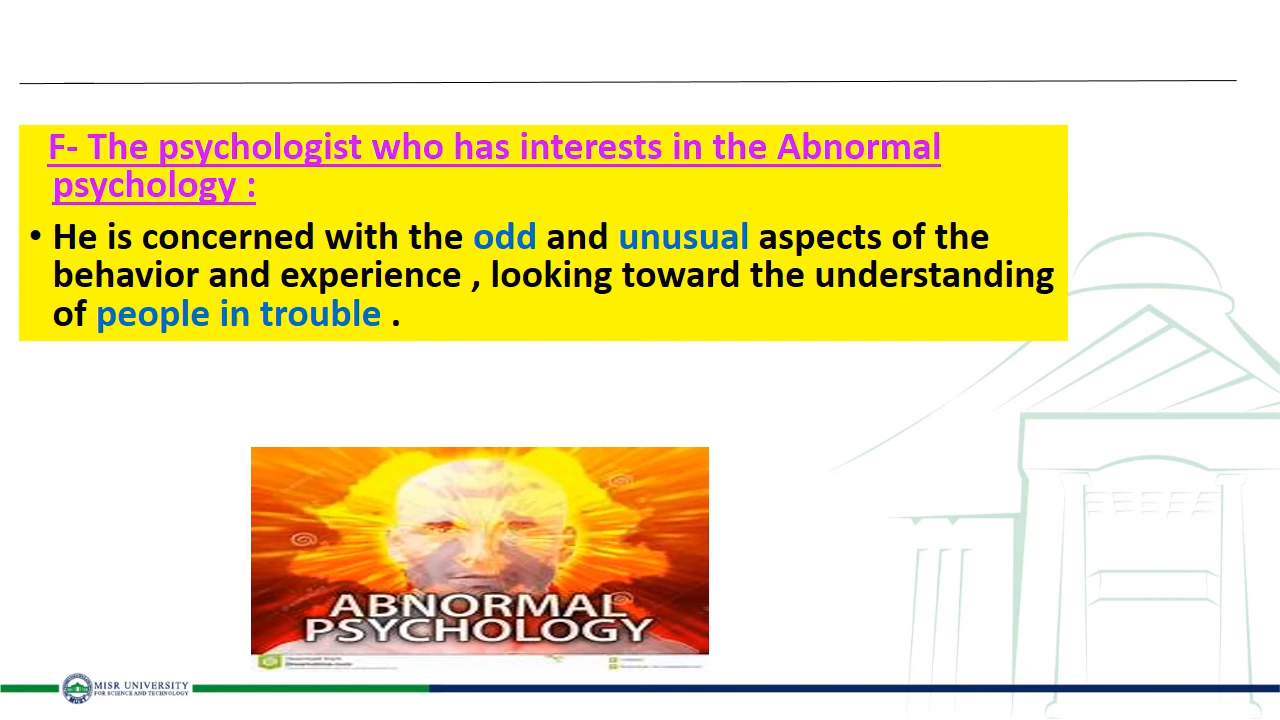 F- The psychologist who has interests in the Abnormal
psychology :
• He is concerned with the odd and unusual aspects of the
behavior and experience , looking toward the understanding
of people in trouble .
ABNORMAL
PSYCHOLOGY
MISR UNIVERSITY
FOR SCIENCE AND TECHNOLOGY
MUST